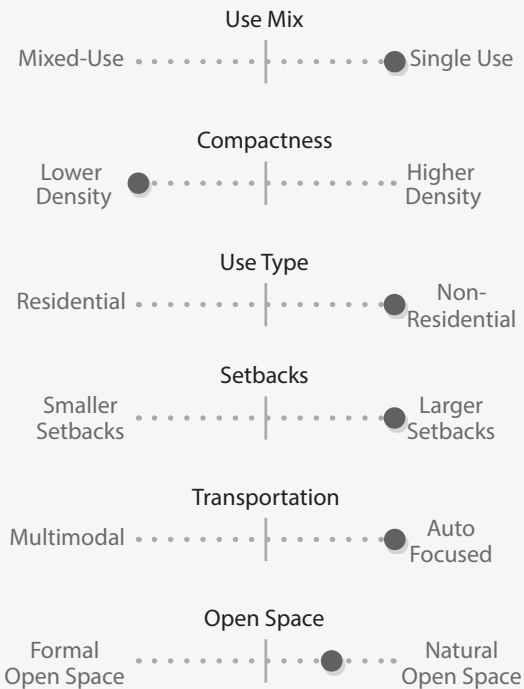 Use Mix
Mixed-Use Single Use
Compactness
Lower
Density
Higher
Density
Use Type
Residential
Non-
Residential
Setbacks
Smaller
Setbacks
Larger
Setbacks
Transportation
Multimodal
Auto
Focused
Open Space
Formal
Open Space
Natural
Open Space